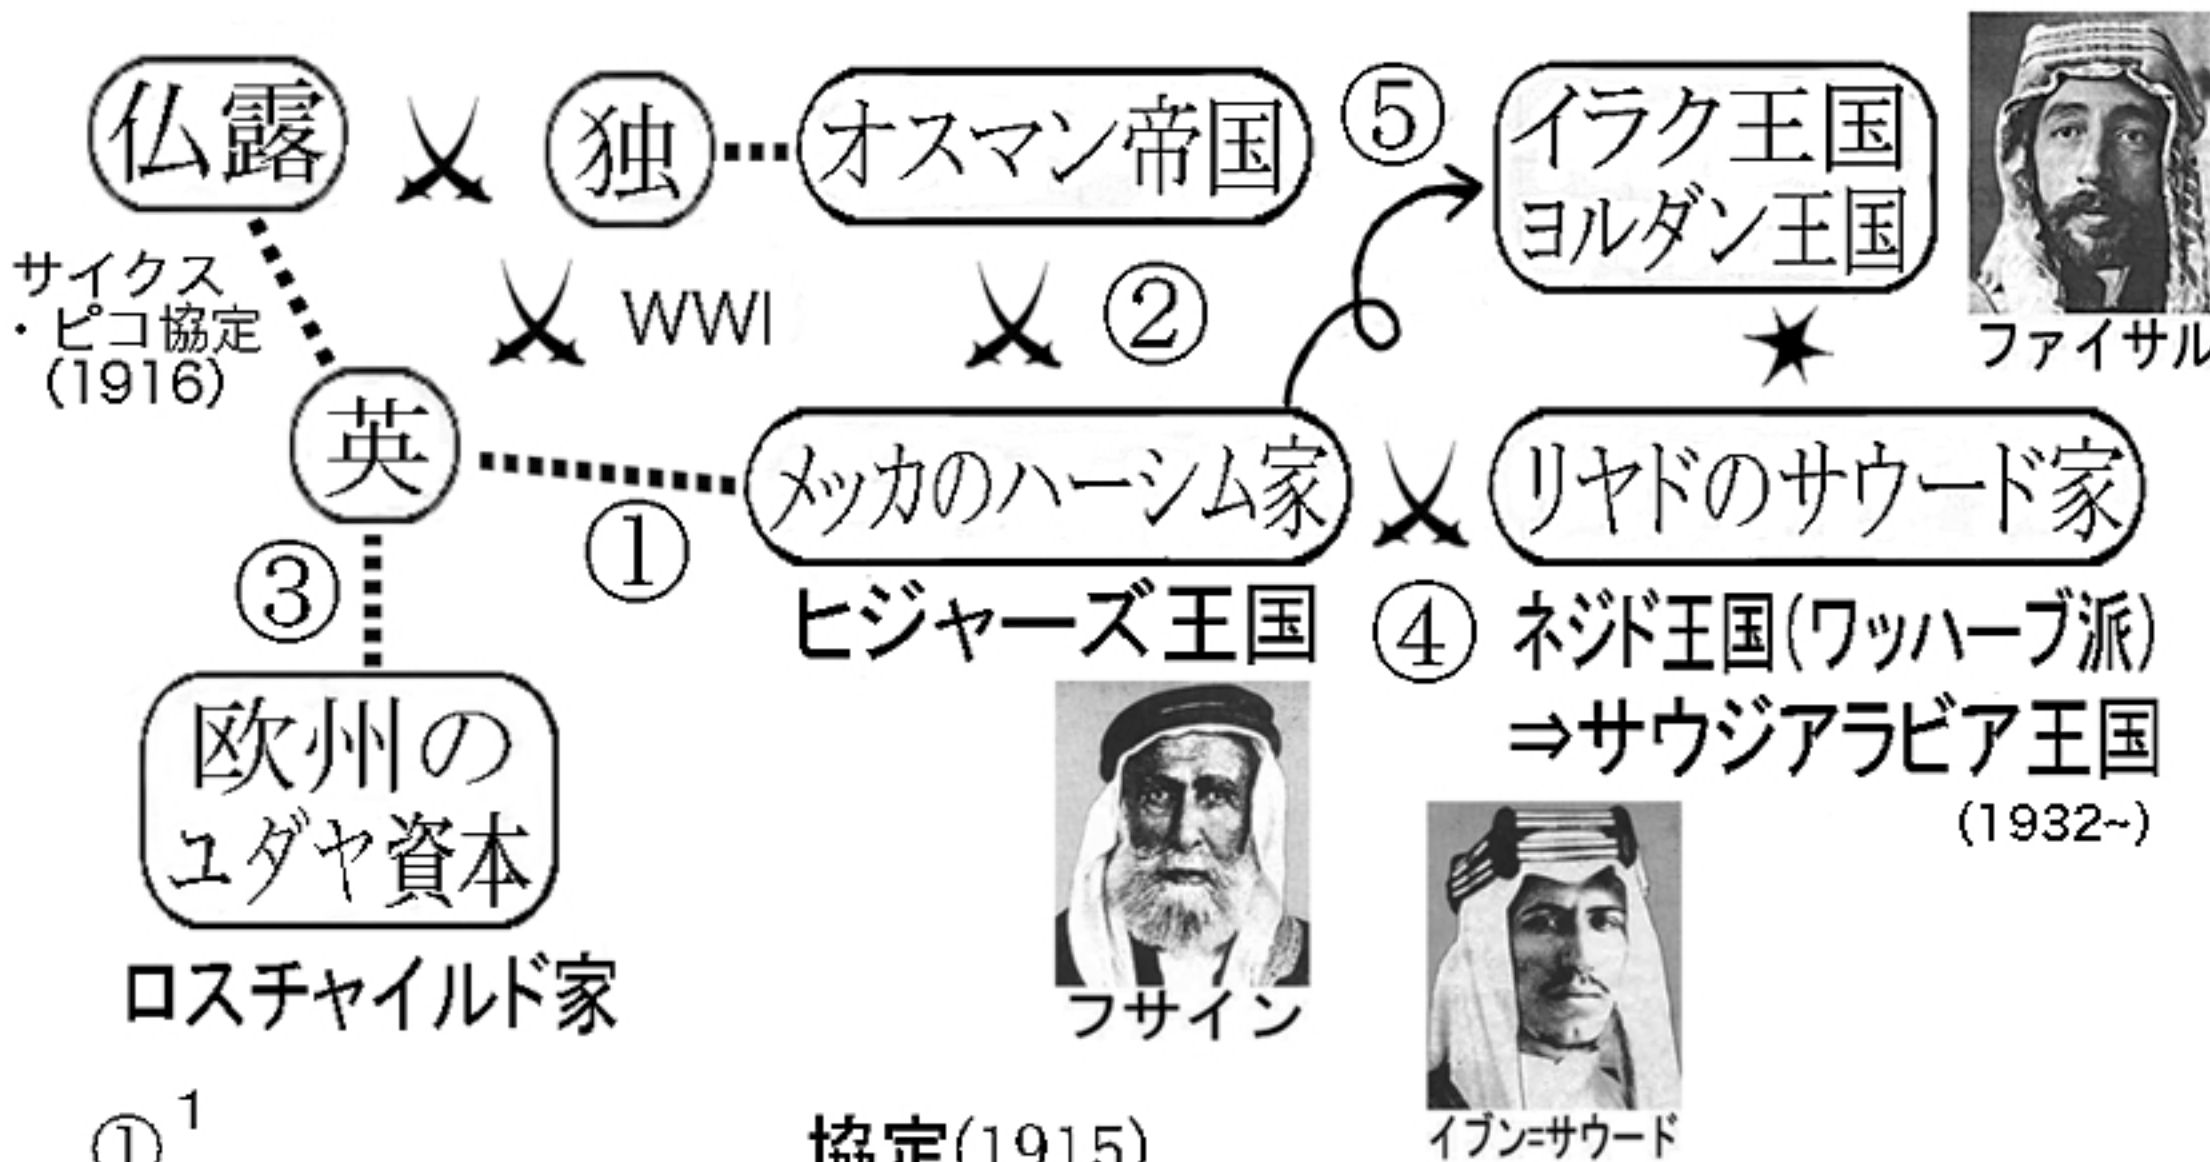 仏露
独
オスマン帝国
⑤
イラク王国
ヨルダン王国
ファイサル
サイクス
・ピコ協定
(1916)
WWI
②
英
①
メッカのハーシム家
リヤドのサウード家
③
ヒジャーズ王国
④
ネジド王国(ワッハーブ派)
⇒サウジアラビア王国
(1932~)
欧州の
ユダヤ資本
ロスチャイルド家
フサイン
イブン=サウード
① 1
協定(1915)